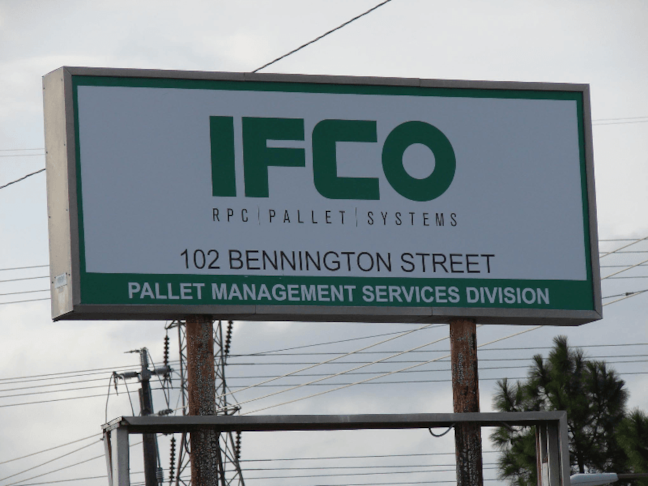 IFCO
RPC | PALLET | SYSTEMS
102 BENNINGTON STREET
PALLET MANAGEMENT SERVICES DIVISION